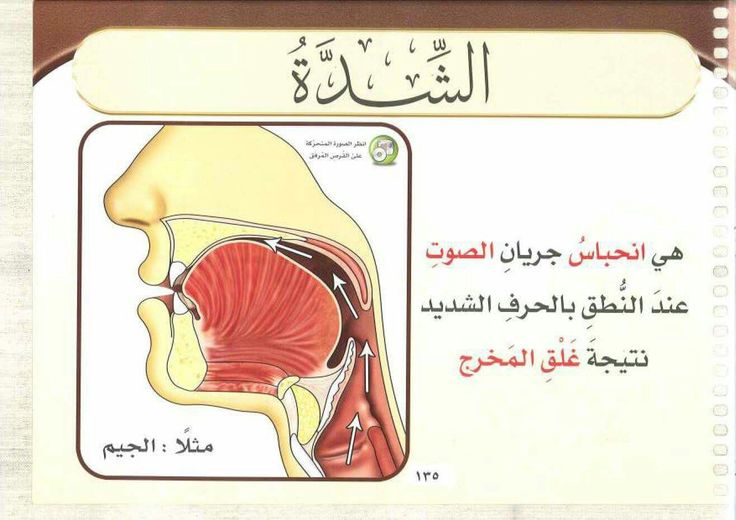 الشِّدَّةُ
انظر الصورة المتحركة
على القرص المرفق
هي انحباسُ جريانِ الصوتِ
عندَ النُّطقِ بالحرفِ الشديد
نتيجةَ غَلْقِ المَخرج
مثلًا : الجيم
١٣٥